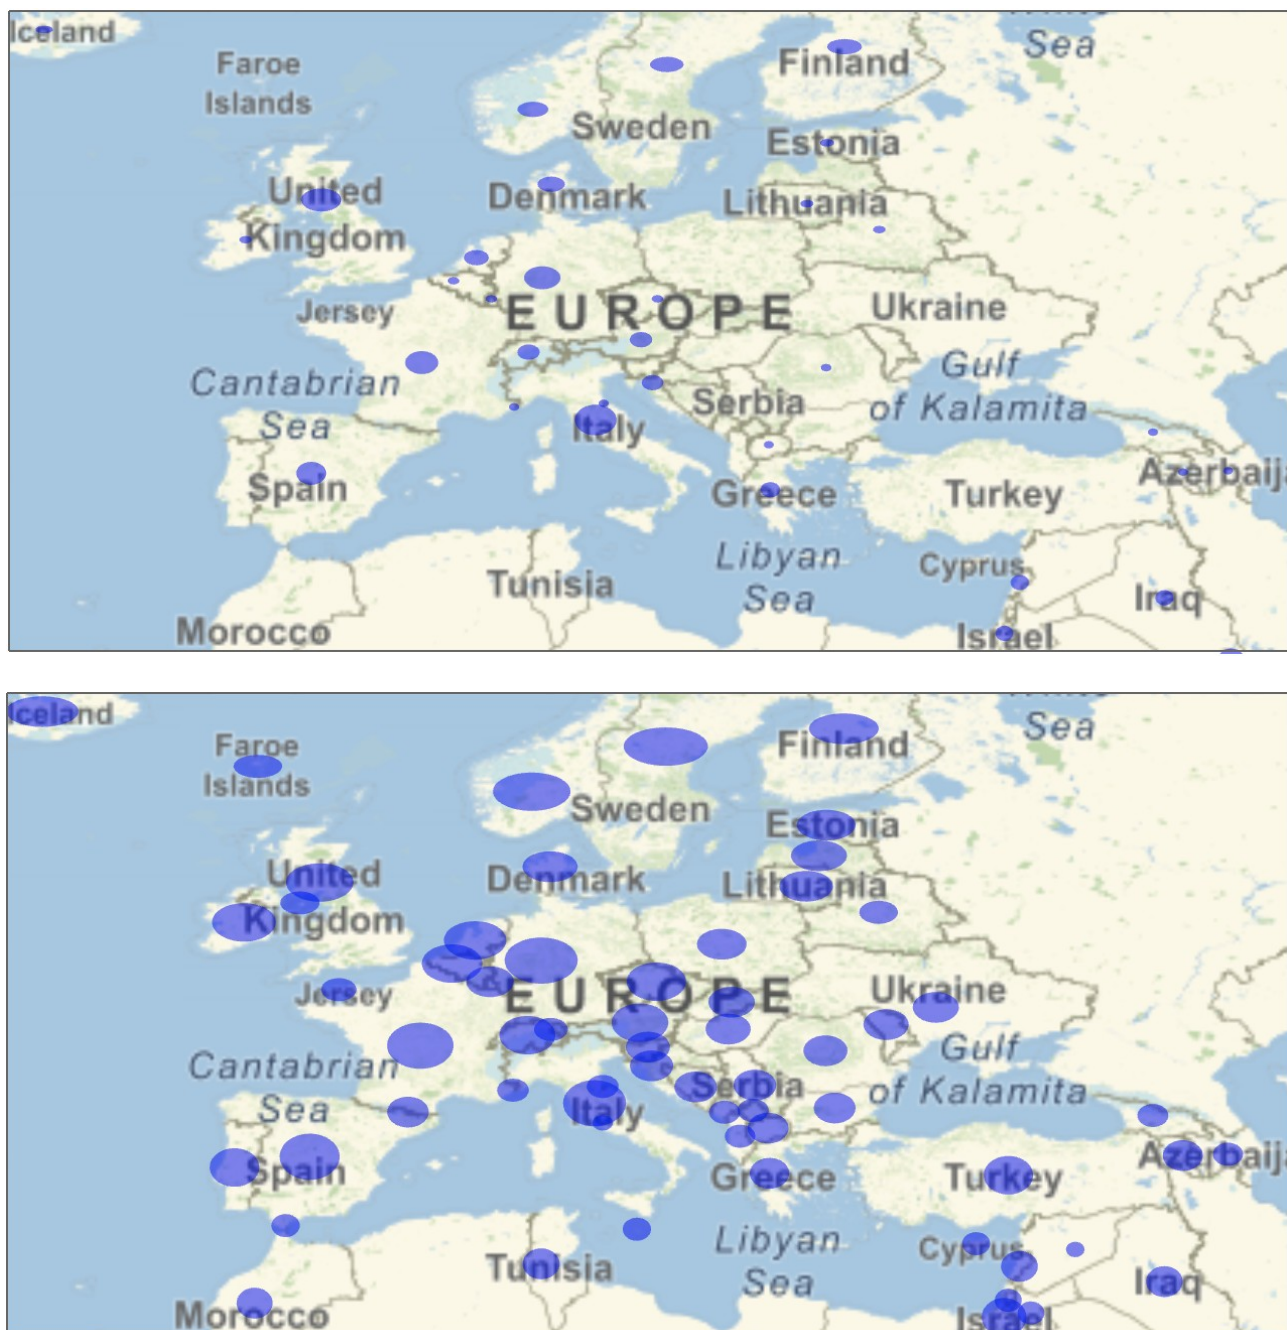 Iceland
Sea
Faroe
Islands
Finland
Sweden
Estonia
United
Denmark
Lithuania
Kingdom
Jersey
EUROPE
Ukraine
Cantabrian
Sea
Gulf
of Kalamita
Serbia
Italy
Spain
Greece
Turkey
Azerbaija
Libyan
Sea
Cyprus
Tunisia
Iraq
Morocco
Israel
Iceland
Sea
Faroe
Islands
Finland
Sweden
Estonia
United
Denmark
Lithuania
Kingdom
Jersey
EUROPE
Ukraine
Cantabrian
Sea
Gulf
of Kalamita
Serbia
Italy
Spain
Greece
Turkey
Azerbaija
Libyan
Sea
Cyprus
Tunisia
Iraq
Morocco
Israel